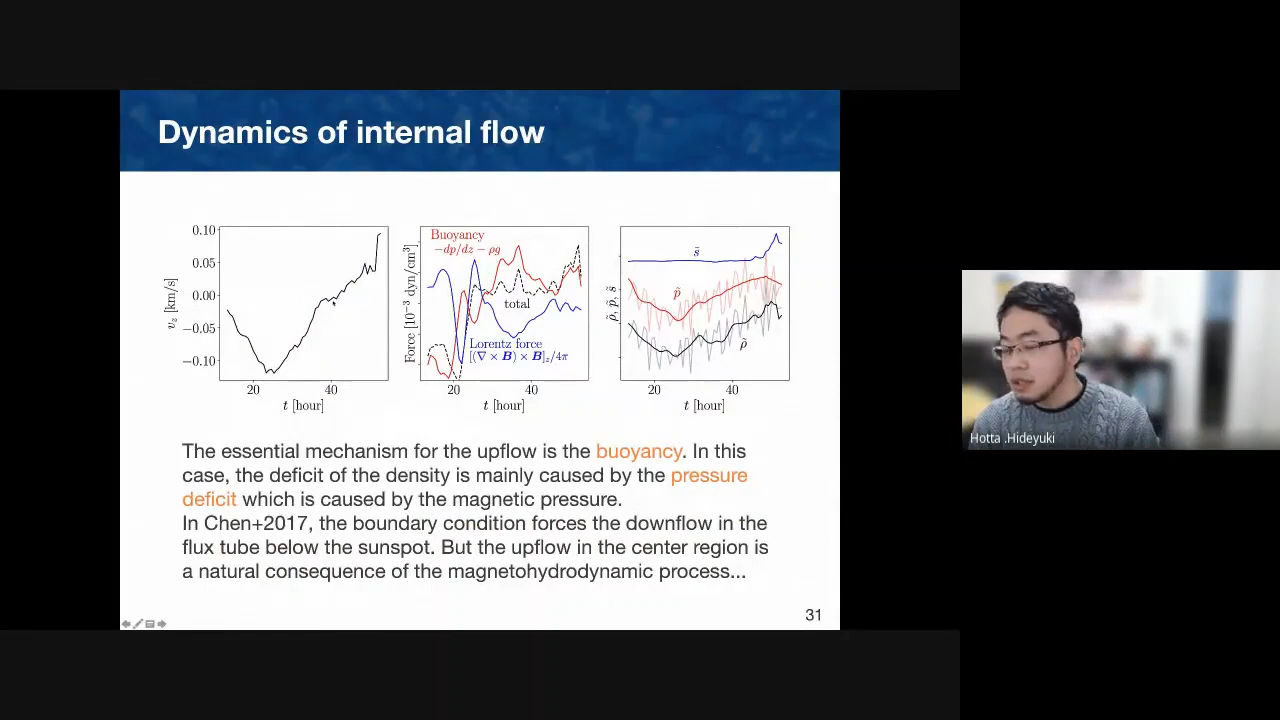 Dynamics of internal flow
0.10
0.05
0.00
−0.05
−0.10
v_z [km/s]
20
40
t [hour]
Force [10⁻³ dyn/cm³]
Buoyancy
−dp/dz − ρg
total
Lorentz force
[(∇ × B) × B]_z/4π
20
40
t [hour]
ρ̃, p̃, s̃
s̃
p̃
ρ̃
20
40
t [hour]
The essential mechanism for the upflow is the buoyancy. In this
case, the deficit of the density is mainly caused by the pressure
deficit which is caused by the magnetic pressure.
In Chen+2017, the boundary condition forces the downflow in the
flux tube below the sunspot. But the upflow in the center region is
a natural consequence of the magnetohydrodynamic process...
31
Hotta .Hideyuki